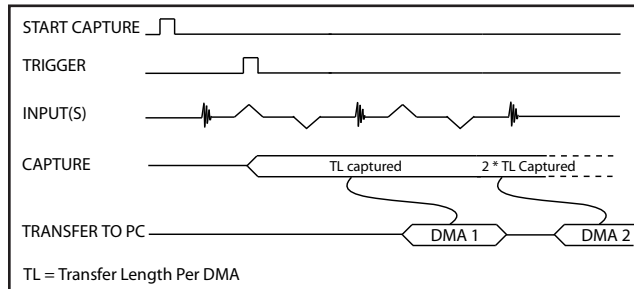 START CAPTURE
TRIGGER
INPUT(S)
CAPTURE
TL captured
2 * TL Captured
TRANSFER TO PC
DMA 1
DMA 2
TL = Transfer Length Per DMA